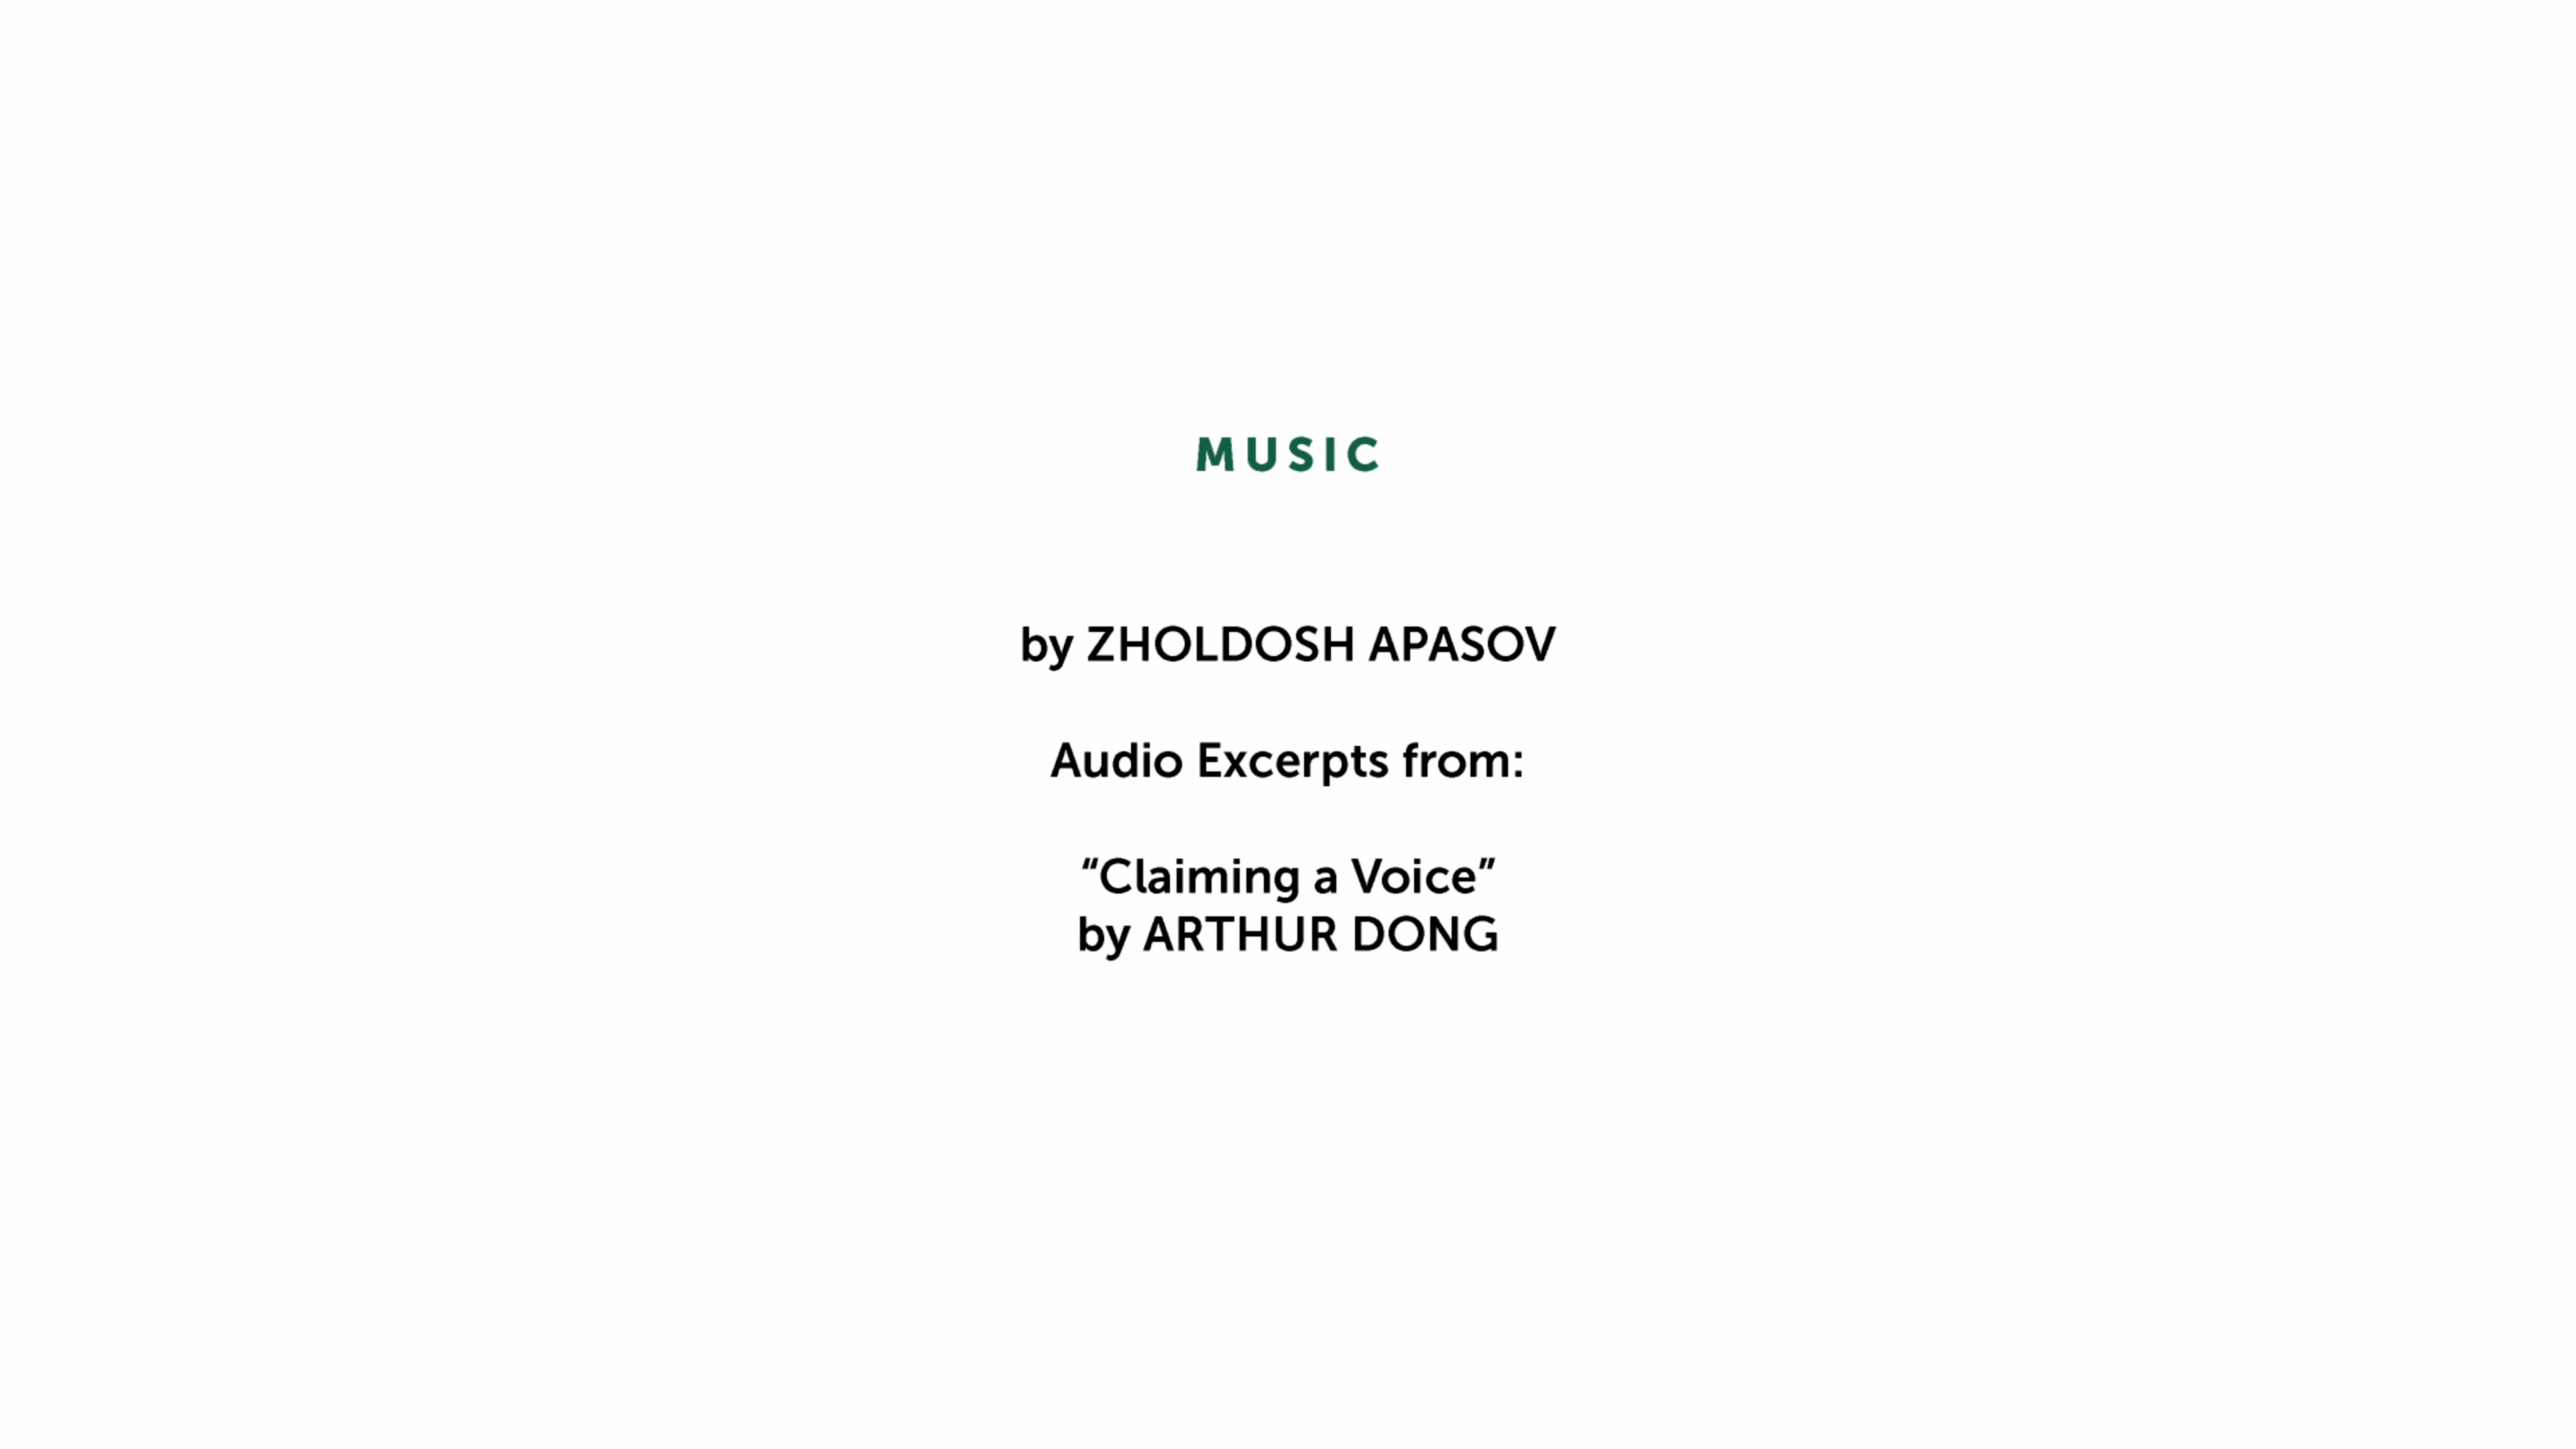 MUSIC
by ZHOLDOSH APASOV
Audio Excerpts from:
“Claiming a Voice”
by ARTHUR DONG